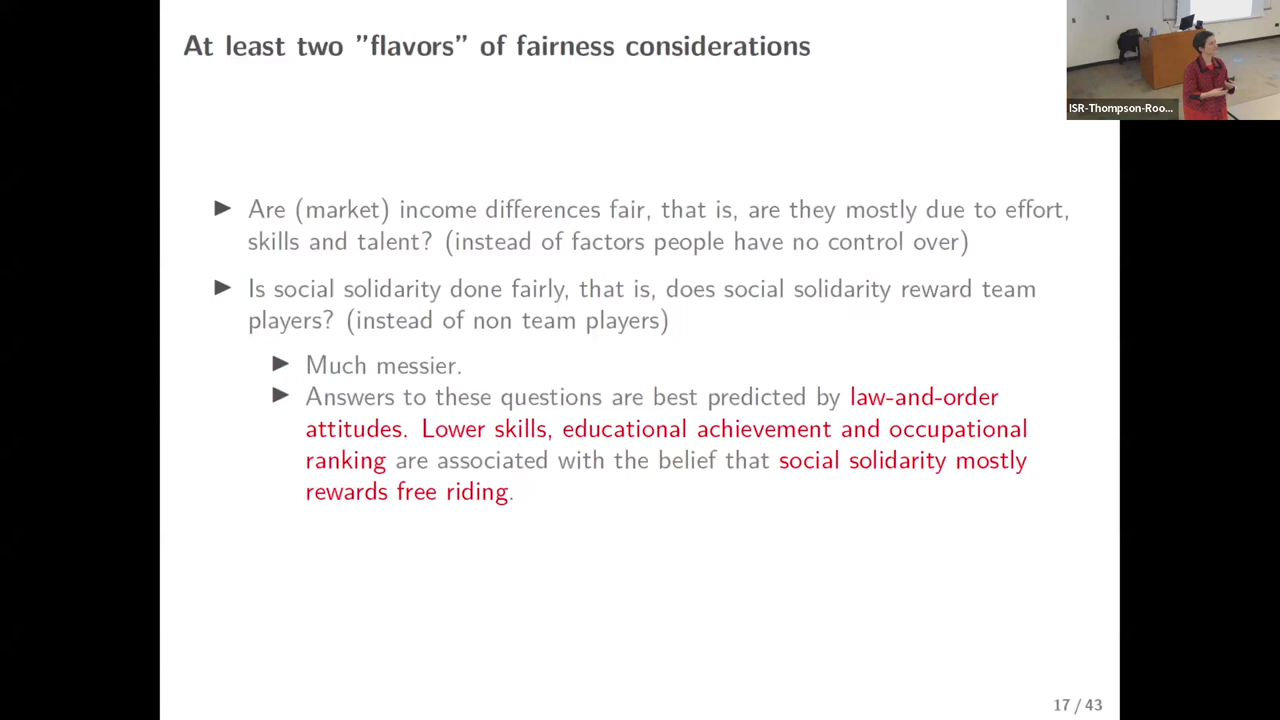 At least two ”flavors” of fairness considerations
ISR-Thompson-Roo...
▶ Are (market) income differences fair, that is, are they mostly due to effort,
skills and talent? (instead of factors people have no control over)
▶ Is social solidarity done fairly, that is, does social solidarity reward team
players? (instead of non team players)
▶ Much messier.
▶ Answers to these questions are best predicted by law-and-order
attitudes. Lower skills, educational achievement and occupational
ranking are associated with the belief that social solidarity mostly
rewards free riding.
17 / 43